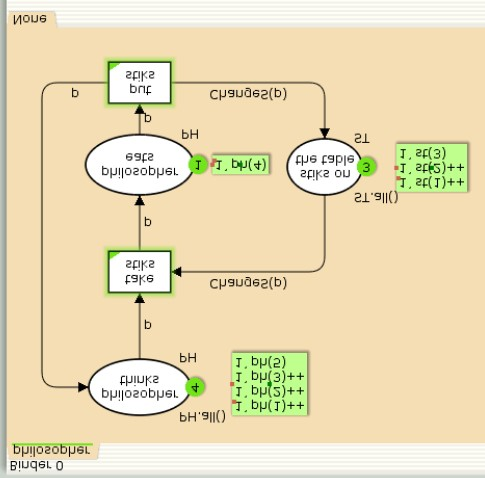 Binder 0
philosopher
PH.all()
1`ph(1)++
1`ph(2)++
1`ph(3)++
1`ph(5)
philosopher
thinks
4
PH
p
ChangeS(p)
take
stiks
p
ST.all()
1`st(1)++
1`st(2)++
1`st(3)
stiks on
the table
3
ST
philosopher
eats
1
1`ph(4)
PH
p
put
stiks
p
ChangeS(p)
None